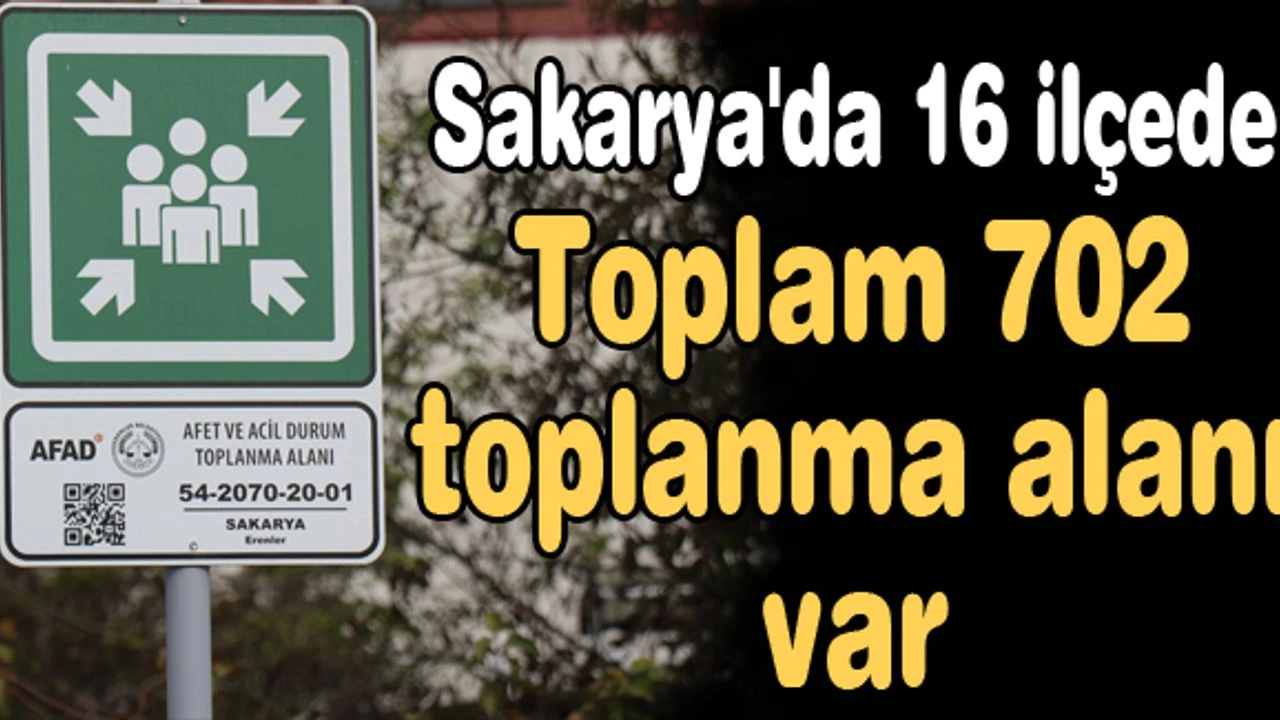 Sakarya'da 16 ilçede
Toplam 702
toplanma alanı
var
AFAD
AFET VE ACİL DURUM
TOPLANMA ALANI
54-2070-20-01
SAKARYA
Erenler